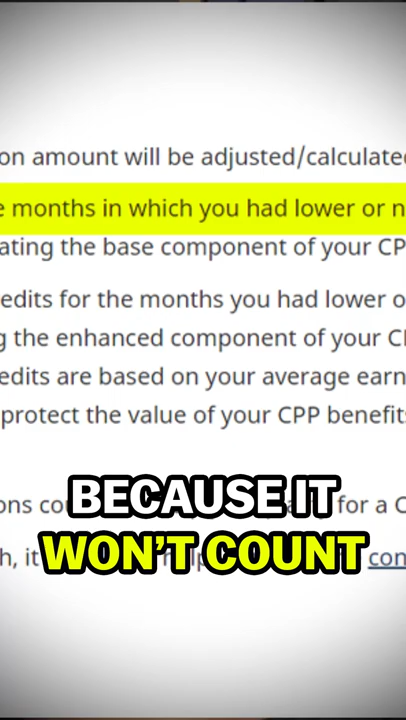 on amount will be adjusted/calculated
e months in which you had lower or n
ating the base component of your CP
edits for the months you had lower o
g the enhanced component of your C
edits are based on your average earn
protect the value of your CPP benefits
ons co for a C
BECAUSE IT
h, it con
WON'T COUNT